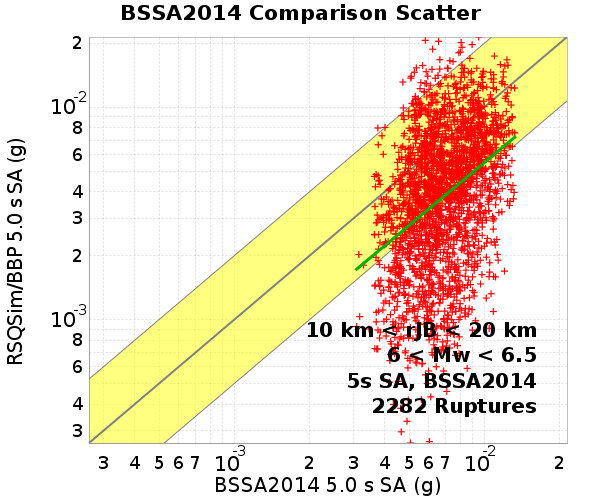 BSSA2014 Comparison Scatter
RSQSim/BBP 5.0 s SA (g)
2
10-2
8
6
4
3
2
10-3
8
6
4
3
10 km < rJB < 20 km
6 < Mw < 6.5
5s SA, BSSA2014
2282 Ruptures
3 4 5 6 7 10-3 2 3 4 5 6 7 10-2 2
BSSA2014 5.0 s SA (g)